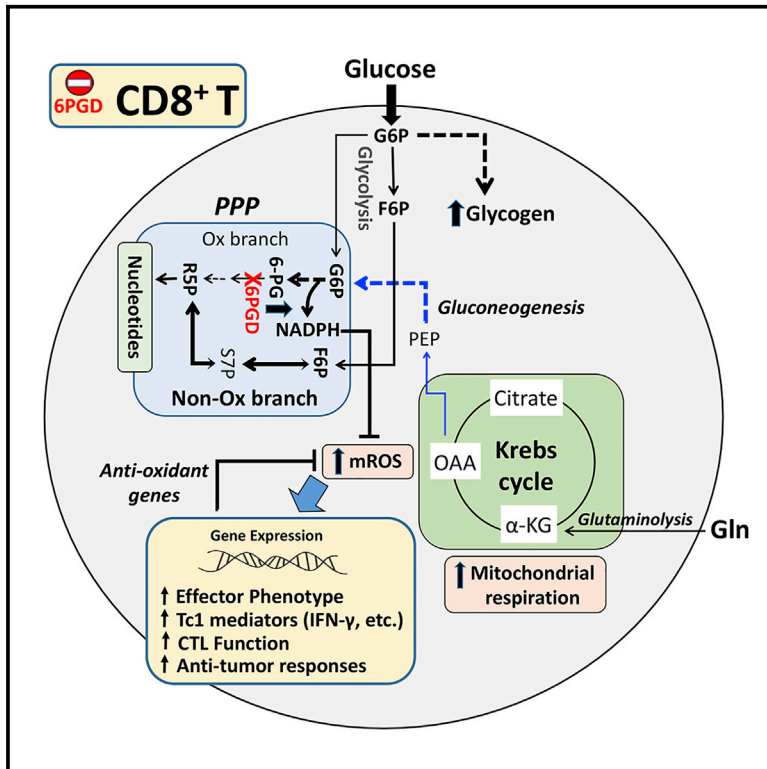 6PGD
CD8+ T
Glucose
G6P
Glycolysis
F6P
Glycogen
PPP
Ox branch
Nucleotides
R5P
X6PGD
6-PG
G6P
NADPH
S7P
F6P
Non-Ox branch
Gluconeogenesis
PEP
Citrate
OAA
Krebs
cycle
α-KG
Glutaminolysis
Gln
Mitochondrial
respiration
mROS
Anti-oxidant
genes
Gene Expression
Effector Phenotype
Tc1 mediators (IFN-γ, etc.)
CTL Function
Anti-tumor responses